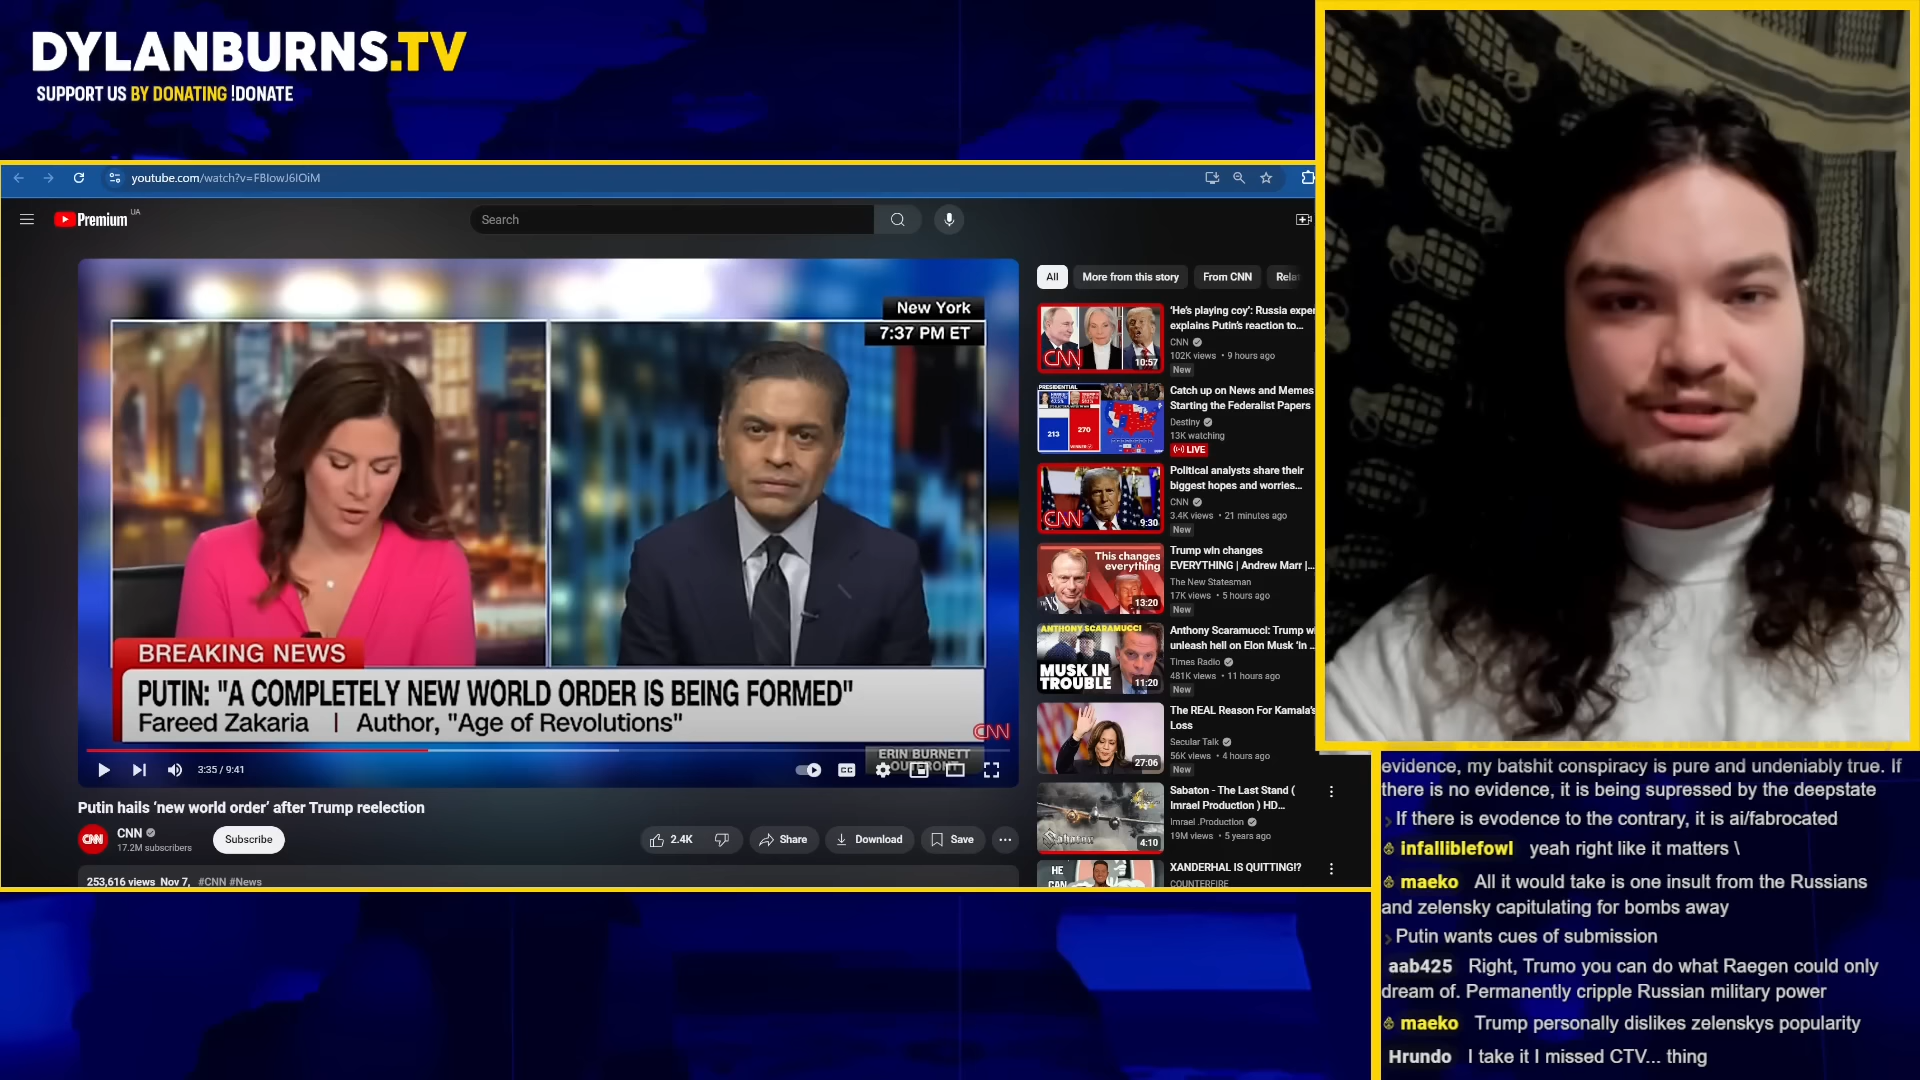 DYLANBURNS.TV
SUPPORT US BY DONATING !DONATE
youtube.com/watch?v=FBIowJ6IOiM
Premium UA
Search
New York
7:37 PM ET
BREAKING NEWS
PUTIN: "A COMPLETELY NEW WORLD ORDER IS BEING FORMED"
Fareed Zakaria | Author, "Age of Revolutions"
CNN
ERIN BURNETT
3:35 / 9:41
CC
Putin hails ‘new world order’ after Trump reelection
CNN
CNN
17.2M subscribers
Subscribe
2.4K
Share
Download
Save
253,616 views Nov 7, #CNN #News
All
More from this story
From CNN
CNN
10:57
‘He's playing coy’: Russia exper
explains Putin's reaction to...
CNN
102K views • 9 hours ago
New
PRESIDENTIAL
213
270
Catch up on News and Memes
Starting the Federalist Papers
Destiny
13K watching
LIVE
CNN
9:30
Political analysts share their
biggest hopes and worries...
CNN
3.4K views • 21 minutes ago
New
This changes
everything
13:20
Trump win changes
EVERYTHING | Andrew Marr |...
The New Statesman
17K views • 5 hours ago
New
ANTHONY SCARAMUCCI
MUSK IN
TROUBLE
11:20
Anthony Scaramucci: Trump wi
unleash hell on Elon Musk ‘in ...
Times Radio
481K views • 11 hours ago
New
27:06
The REAL Reason For Kamala's
Loss
Secular Talk
56K views • 4 hours ago
New
Sabaton
4:10
Sabaton - The Last Stand (
Imrael Production ) HD...
Imrael .Production
19M views • 5 years ago
HE
CAN
XANDERHAL IS QUITTING!?
COUNTERFIRE
evidence, my batshit conspiracy is pure and undeniably true. If
there is no evidence, it is being supressed by the deepstate
If there is evodence to the contrary, it is ai/fabrocated
infalliblefowl yeah right like it matters \
maeko All it would take is one insult from the Russians
and zelensky capitulating for bombs away
Putin wants cues of submission
aab425 Right, Trumo you can do what Raegen could only
dream of. Permanently cripple Russian military power
maeko Trump personally dislikes zelenskys popularity
Hrundo I take it I missed CTV... thing